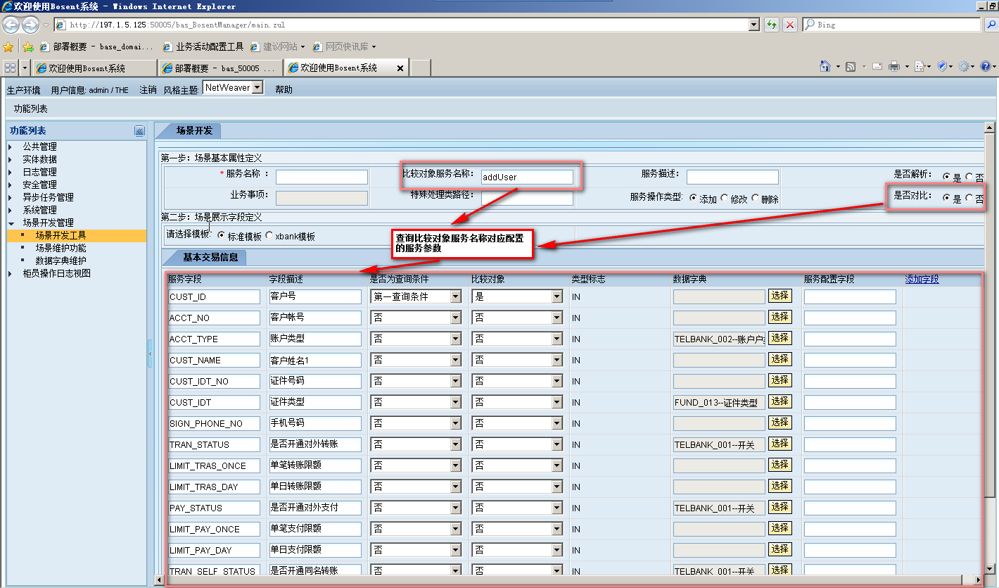 欢迎使用Bosent系统 - Windows Internet Explorer
http://197.1.5.125:50005/bas_BosentManager/main.zul
Bing
部署概要 - base_domai... 业务活动配置工具 建议网站 网页快讯库
欢迎使用Bosent系统 部署概要 - bas_50005 ... 欢迎使用Bosent系统
生产环境 用户信息: admin / THE 注销 风格主题: NetWeaver 帮助
功能列表
功能列表
公共管理
实体数据
日志管理
安全管理
异步任务管理
系统管理
场景开发管理
场景开发工具
场景维护功能
数据字典维护
柜员操作日志视图
场景开发
第一步：场景基本属性定义
* 服务名称 ： 比较对象服务名称： addUser 服务描述： 是否解析： 是 否
业务事项： 特殊处理类路径： 服务操作类型: 添加 修改 删除 是否对比： 是 否
第二步：场景展示字段定义
请选择模板: 标准模板 xbank模板
查询比较对象服务名称对应配置
的服务参数
基本交易信息
服务字段 字段描述 是否为查询条件 比较对象 类型标志 数据字典 服务配置字段 添加字段
CUST_ID 客户号 第一查询条件 是 IN 选择
ACCT_NO 客户帐号 否 否 IN 选择
ACCT_TYPE 账户类型 否 否 IN TELBANK_002--账户户 选择
CUST_NAME 客户姓名1 否 否 IN 选择
CUST_IDT_NO 证件号码 否 否 IN 选择
CUST_IDT 证件类型 否 否 IN FUND_013--证件类型 选择
SIGN_PHONE_NO 手机号码 否 否 IN 选择
TRAN_STATUS 是否开通对外转账 否 否 IN TELBANK_001--开关 选择
LIMIT_TRAS_ONCE 单笔转账限额 否 否 IN 选择
LIMIT_TRAS_DAY 单日转账限额 否 否 IN 选择
PAY_STATUS 是否开通对外支付 否 否 IN TELBANK_001--开关 选择
LIMIT_PAY_ONCE 单笔支付限额 否 否 IN 选择
LIMIT_PAY_DAY 单日支付限额 否 否 IN 选择
TRAN_SELF_STATUS 是否开通同名转账 否 否 IN TELBANK_001--开关 选择